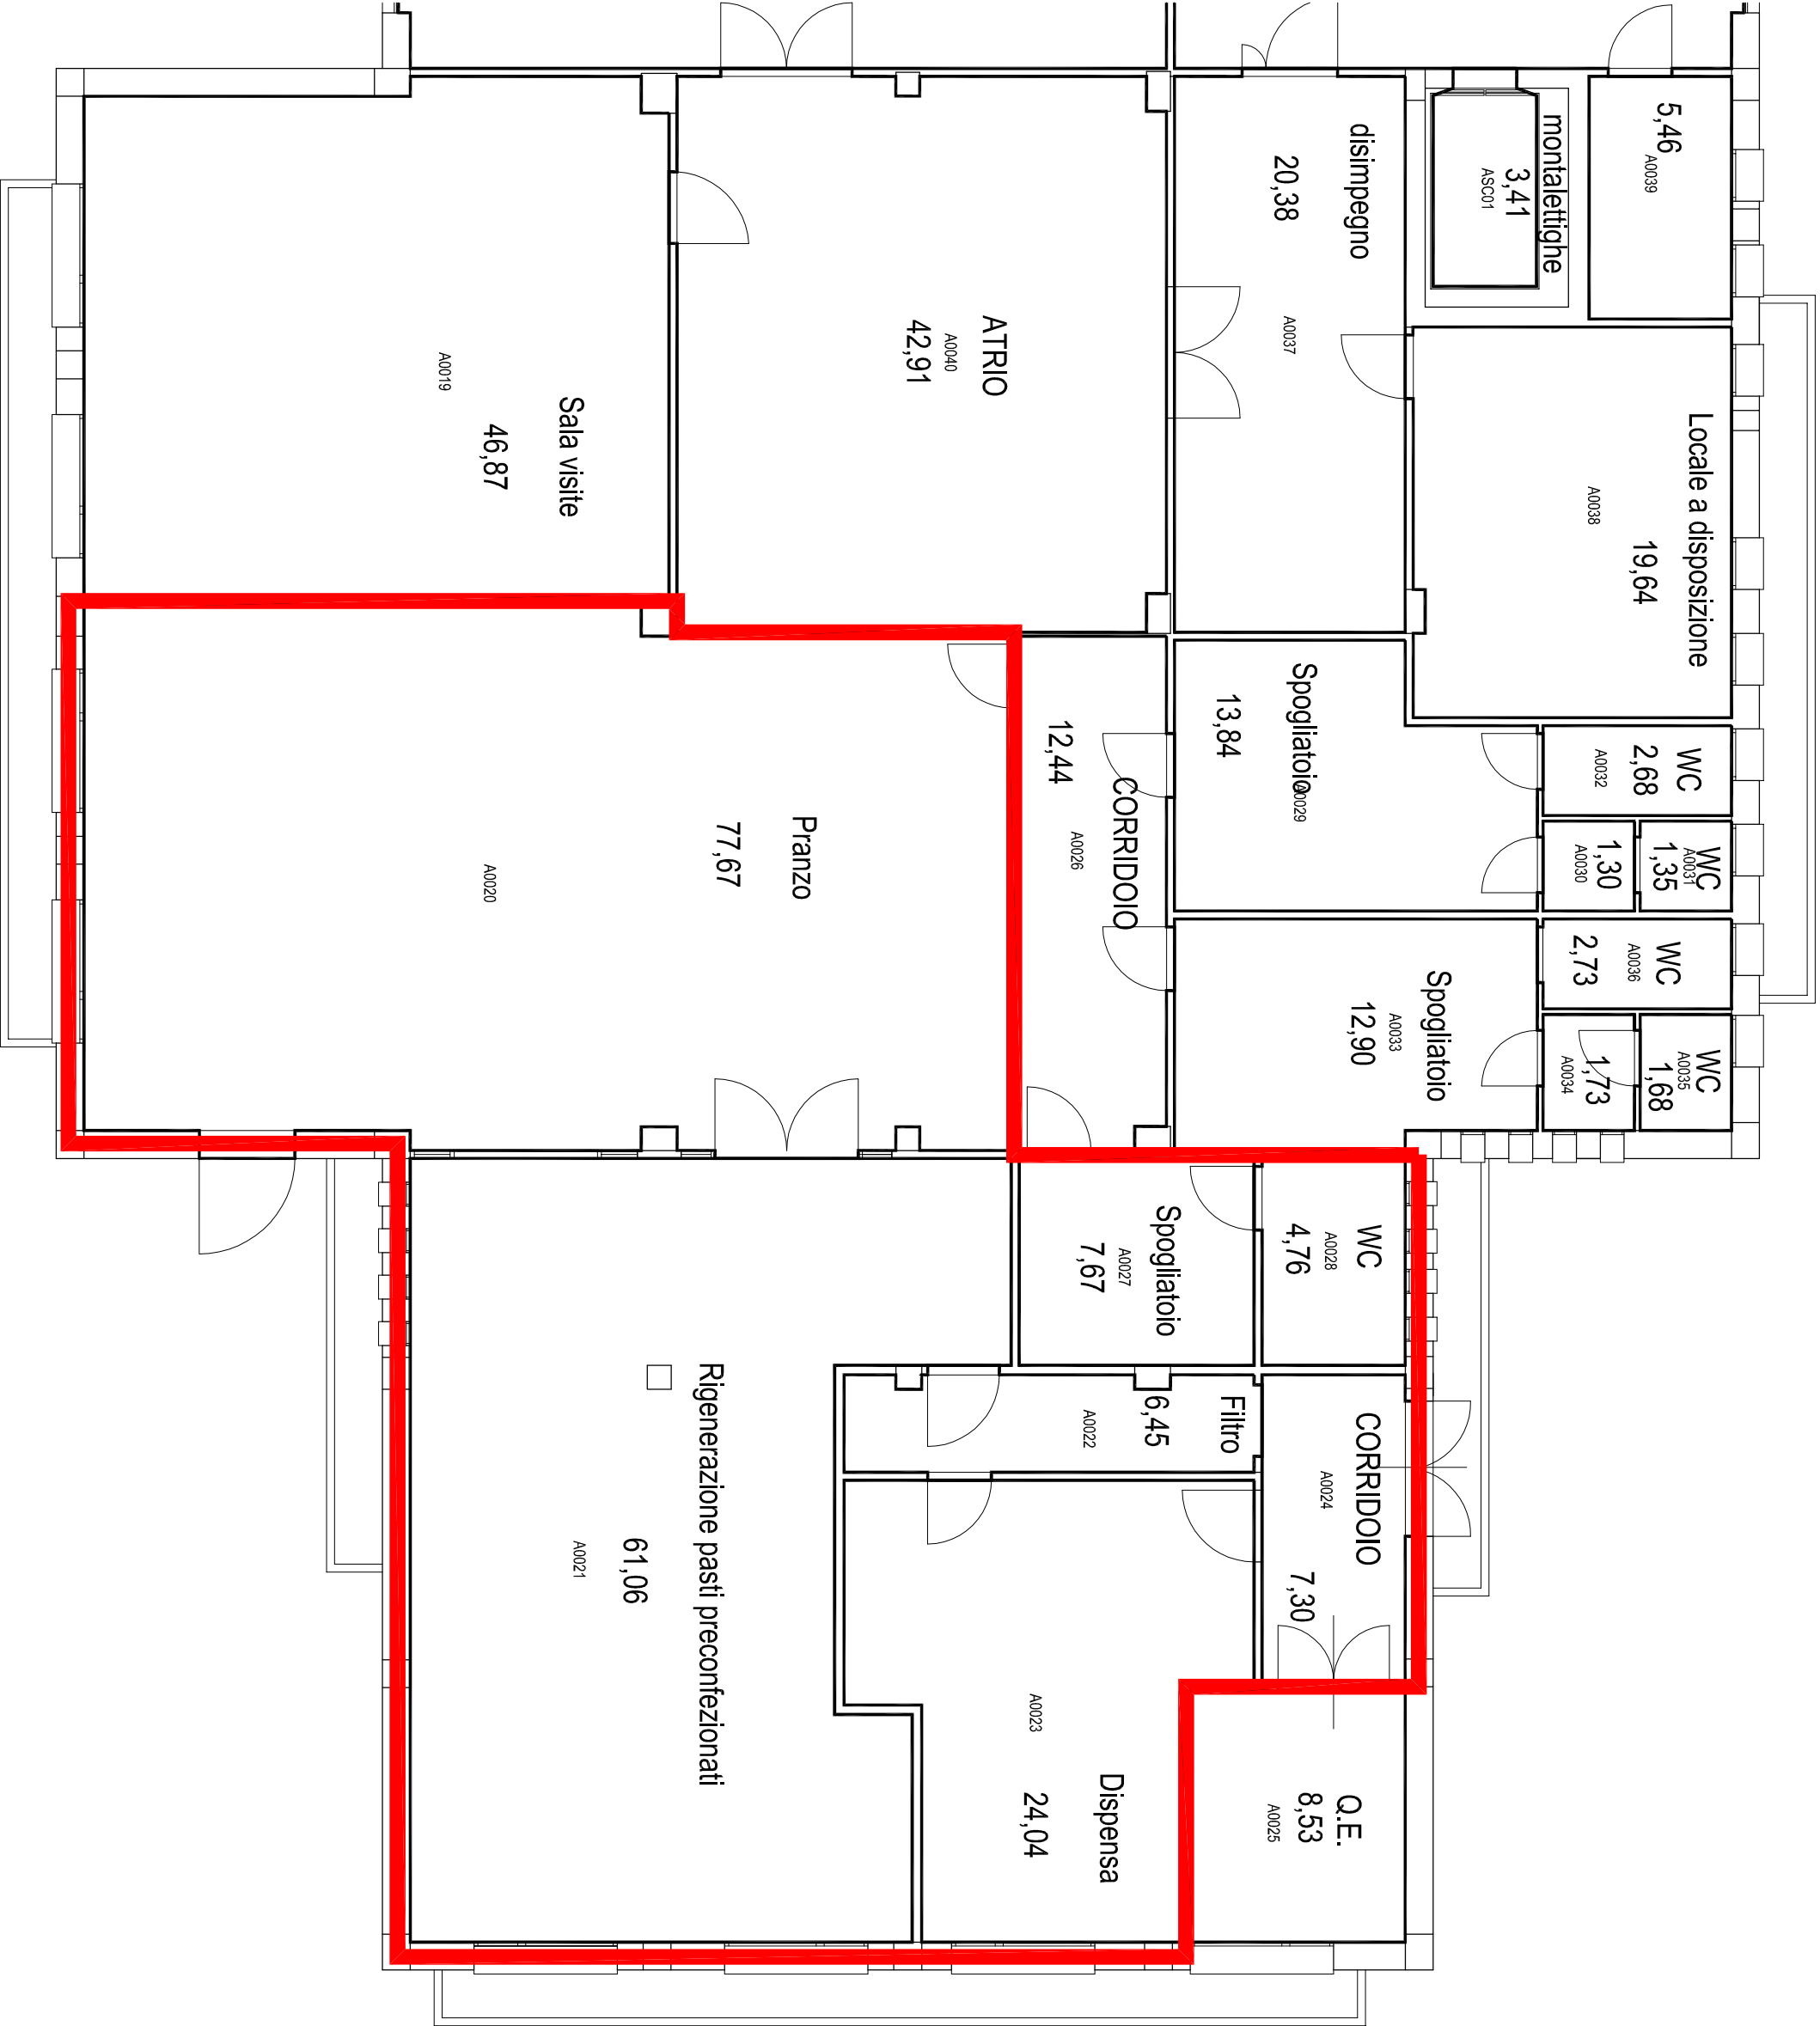 5,46
A0039
montalettighe
3,41
ASC01
disimpegno
20,38
A0037
ATRIO
A0040
42,91
Sala visite
46,87
A0019
Locale a disposizione
19,64
A0038
Spogliatoio
13,84
A0029
WC
2,68
A0032
WC
A0031
1,35
1,30
A0030
WC
A0036
2,73
WC
A0035
1,68
1,73
A0034
Spogliatoio
A0033
12,90
CORRIDOIO
12,44
A0026
Pranzo
77,67
A0020
WC
A0028
4,76
Spogliatoio
A0027
7,67
Filtro
6,45
A0022
CORRIDOIO
A0024
7,30
Rigenerazione pasti preconfezionati
61,06
A0021
A0023
Dispensa
24,04
Q.E.
8,53
A0025